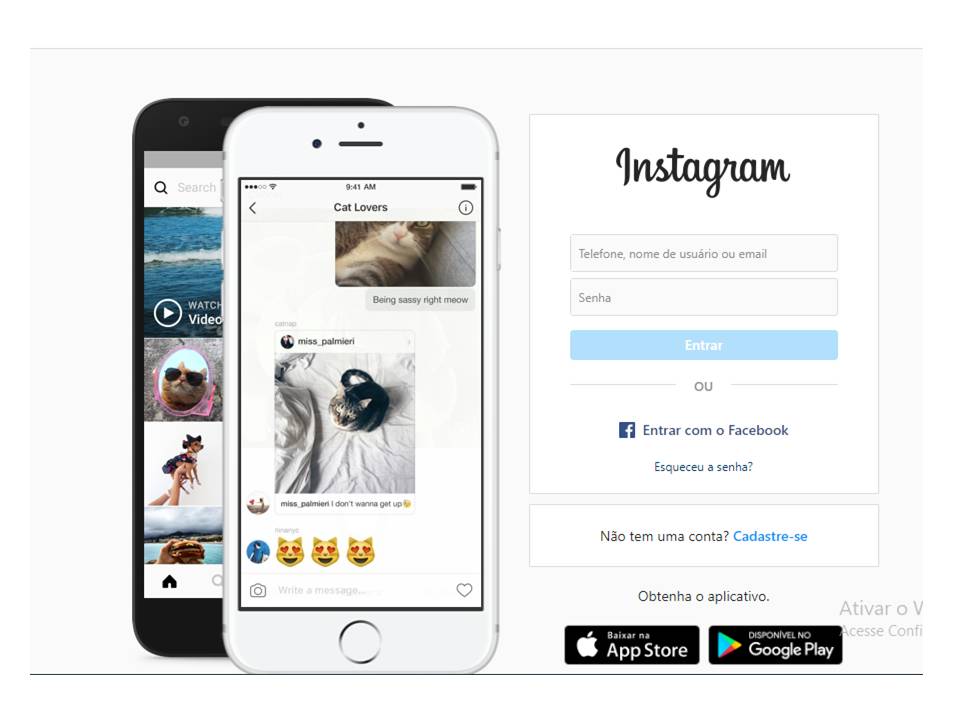 Search
WATCH
Video
9:41 AM
Cat Lovers
Being sassy right meow
catnap
miss_palmieri
miss_palmieri I don't wanna get up
ninanyc
Write a message...
Instagram
Telefone, nome de usuário ou email
Senha
Entrar
OU
Entrar com o Facebook
Esqueceu a senha?
Não tem uma conta? Cadastre-se
Obtenha o aplicativo.
Baixar na
App Store
DISPONÍVEL NO
Google Play
Ativar o
Acesse Confi